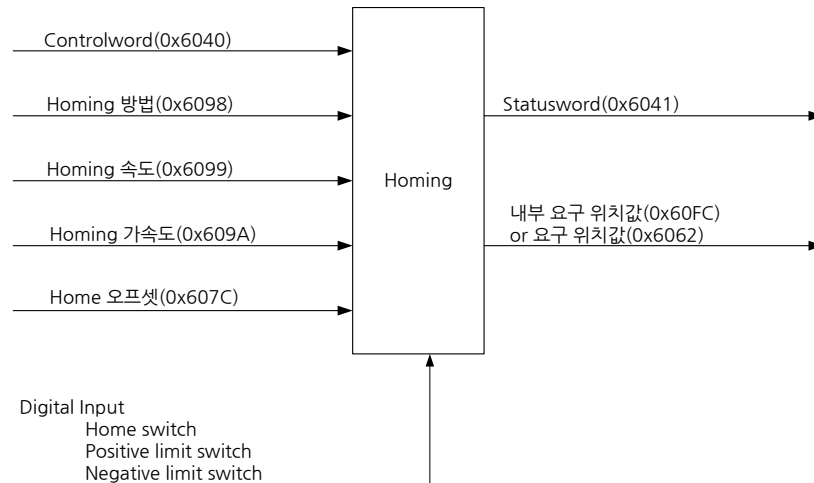 Controlword(0x6040)
Homing 방법(0x6098)
Homing 속도(0x6099)
Homing 가속도(0x609A)
Home 오프셋(0x607C)
Homing
Statusword(0x6041)
내부 요구 위치값(0x60FC)
or 요구 위치값(0x6062)
Digital Input
Home switch
Positive limit switch
Negative limit switch